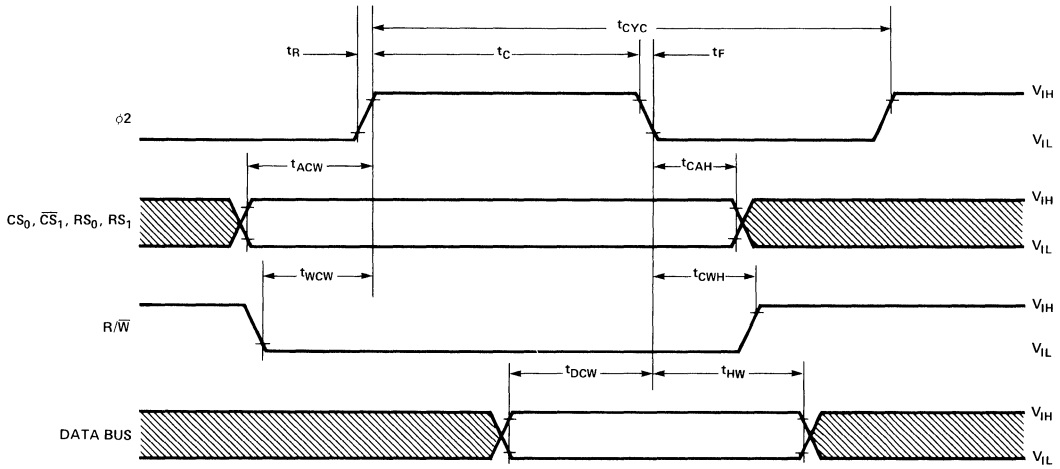 tCYC
tR
tC
tF
φ2
VIH
VIL
tACW
tCAH
CS0, C̅S̅1, RS0, RS1
VIH
VIL
tWCW
tCWH
R/W̅
VIH
VIL
tDCW
tHW
DATA BUS
VIH
VIL